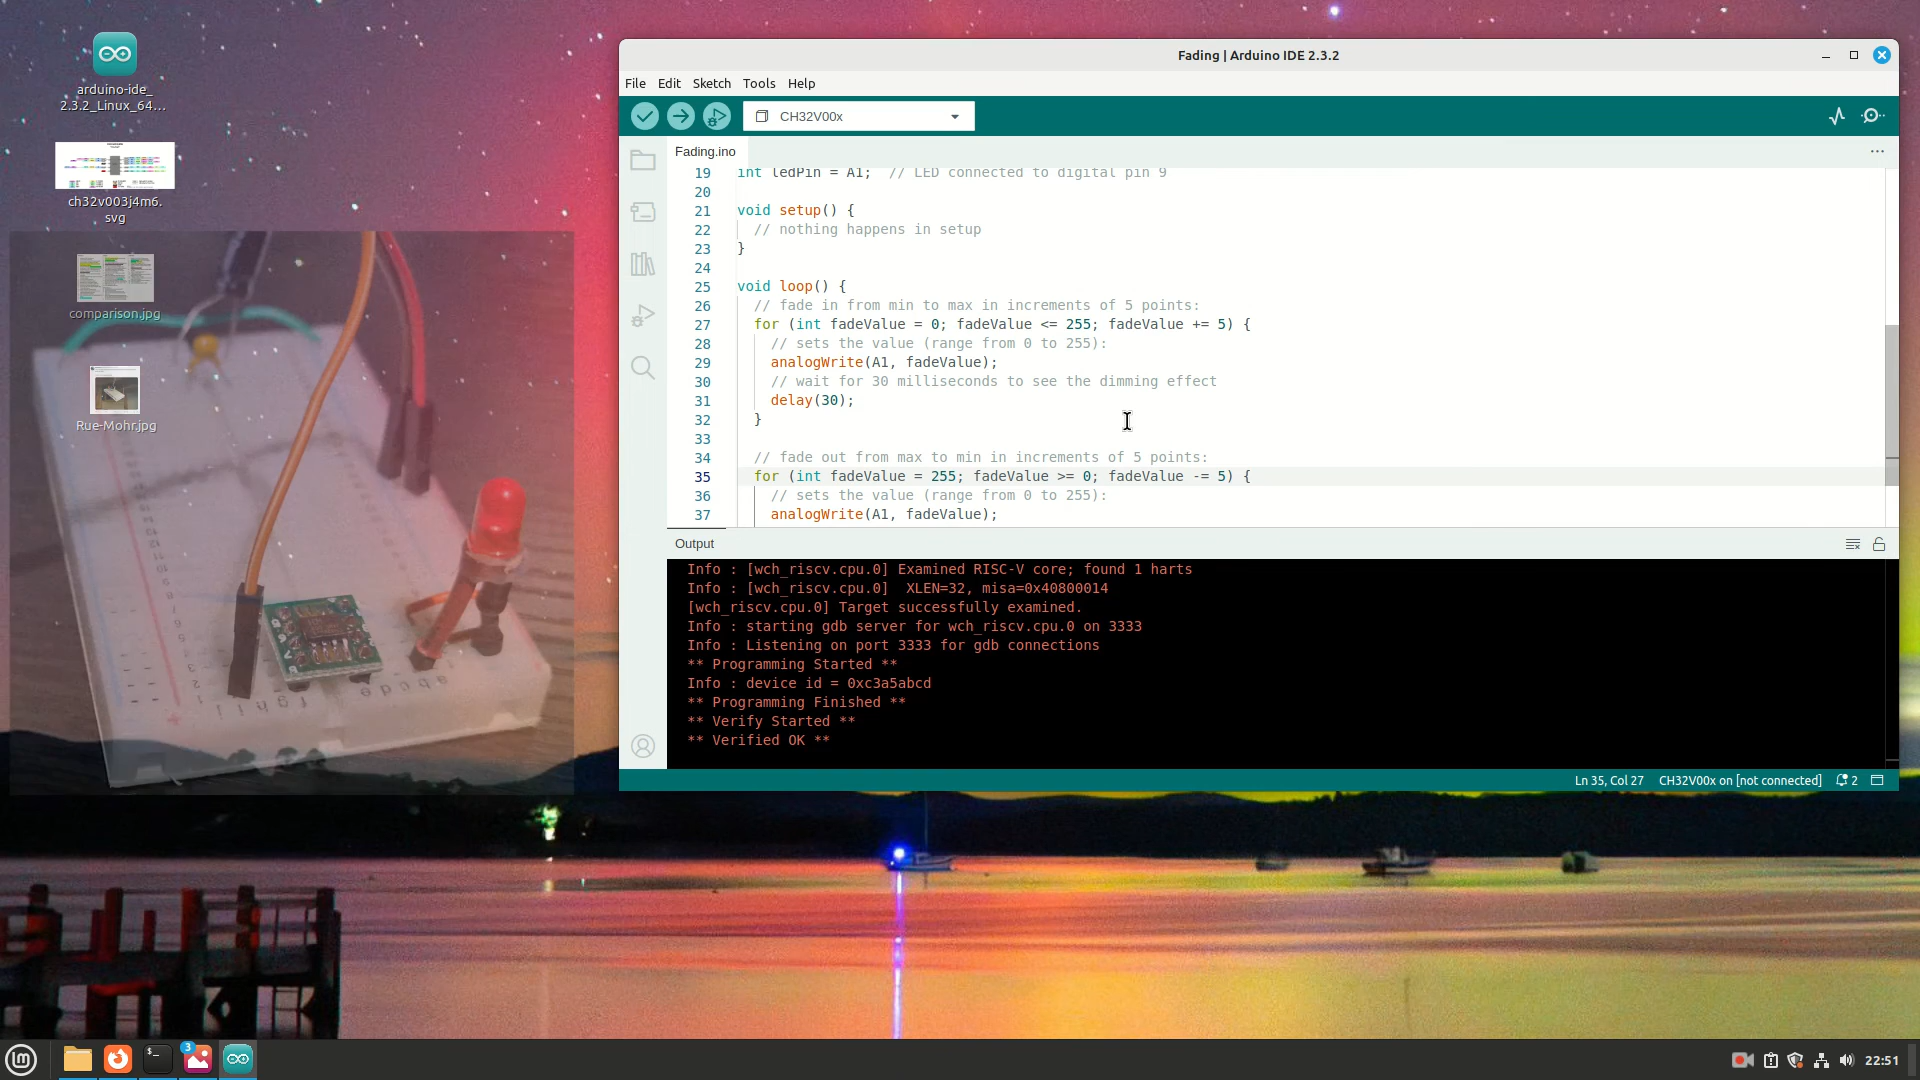 arduino-ide_
2.3.2_Linux_64...
ch32v003j4m6.
svg
comparison.jpg
Rue-Mohr.jpg
Fading | Arduino IDE 2.3.2
File Edit Sketch Tools Help
CH32V00x
Fading.ino
19 int ledPin = A1;  // LED connected to digital pin 9
20
21 void setup() {
22   // nothing happens in setup
23 }
24
25 void loop() {
26   // fade in from min to max in increments of 5 points:
27   for (int fadeValue = 0; fadeValue <= 255; fadeValue += 5) {
28     // sets the value (range from 0 to 255):
29     analogWrite(A1, fadeValue);
30     // wait for 30 milliseconds to see the dimming effect
31     delay(30);
32   }
33
34   // fade out from max to min in increments of 5 points:
35   for (int fadeValue = 255; fadeValue >= 0; fadeValue -= 5) {
36     // sets the value (range from 0 to 255):
37     analogWrite(A1, fadeValue);
Output
Info : [wch_riscv.cpu.0] Examined RISC-V core; found 1 harts
Info : [wch_riscv.cpu.0]  XLEN=32, misa=0x40800014
[wch_riscv.cpu.0] Target successfully examined.
Info : starting gdb server for wch_riscv.cpu.0 on 3333
Info : Listening on port 3333 for gdb connections
** Programming Started **
Info : device id = 0xc3a5abcd
** Programming Finished **
** Verify Started **
** Verified OK **
Ln 35, Col 27 CH32V00x on [not connected] 2
3
22:51